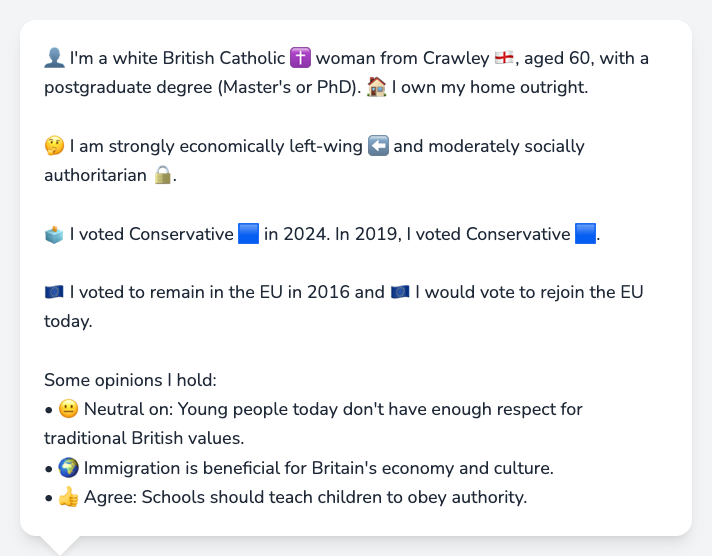 👤 I'm a white British Catholic ✝️ woman from Crawley 🏴󠁧󠁢󠁥󠁮󠁧󠁿, aged 60, with a
postgraduate degree (Master's or PhD). 🏠 I own my home outright.
🤔 I am strongly economically left-wing ⬅️ and moderately socially
authoritarian 🔒.
🗳️ I voted Conservative 🟦 in 2024. In 2019, I voted Conservative 🟦.
🇪🇺 I voted to remain in the EU in 2016 and 🇪🇺 I would vote to rejoin the EU
today.
Some opinions I hold:
• 😐 Neutral on: Young people today don't have enough respect for
traditional British values.
• 🌍 Immigration is beneficial for Britain's economy and culture.
• 👍 Agree: Schools should teach children to obey authority.